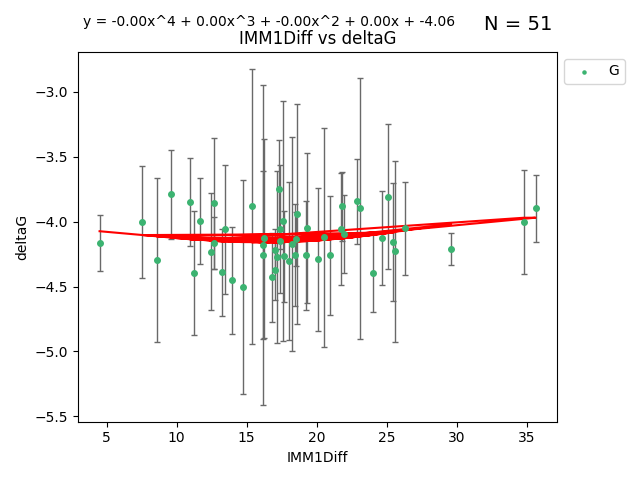 y = -0.00x^4 + 0.00x^3 + -0.00x^2 + 0.00x + -4.06
N = 51
IMM1Diff vs deltaG
G
−3.0
−3.5
−4.0
−4.5
−5.0
−5.5
deltaG
5 10 15 20 25 30 35
IMM1Diff